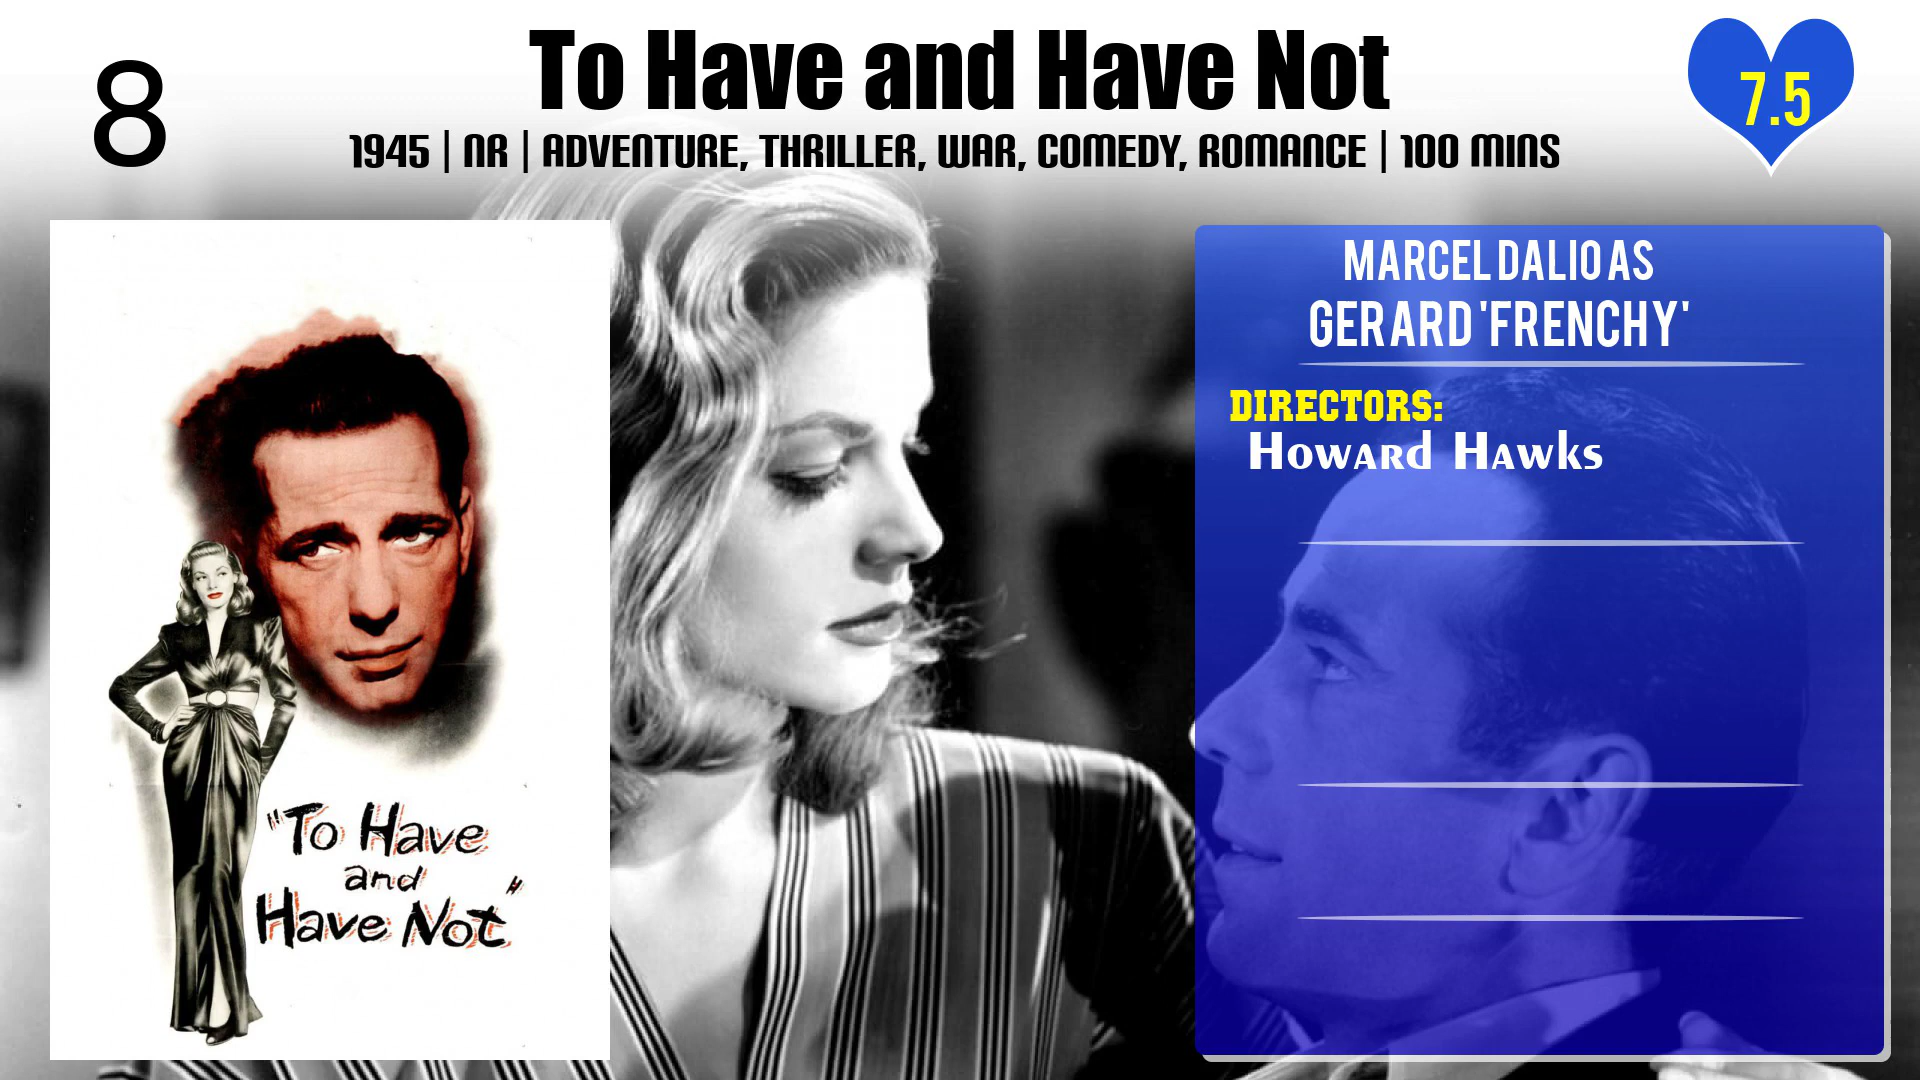 8
To Have and Have Not
7.5
1945 | NR | ADVENTURE, THRILLER, WAR, COMEDY, ROMANCE | 100 MINS
MARCEL DALIO AS
GERARD 'FRENCHY'
DIRECTORS:
Howard Hawks
"To Have
and
Have Not"